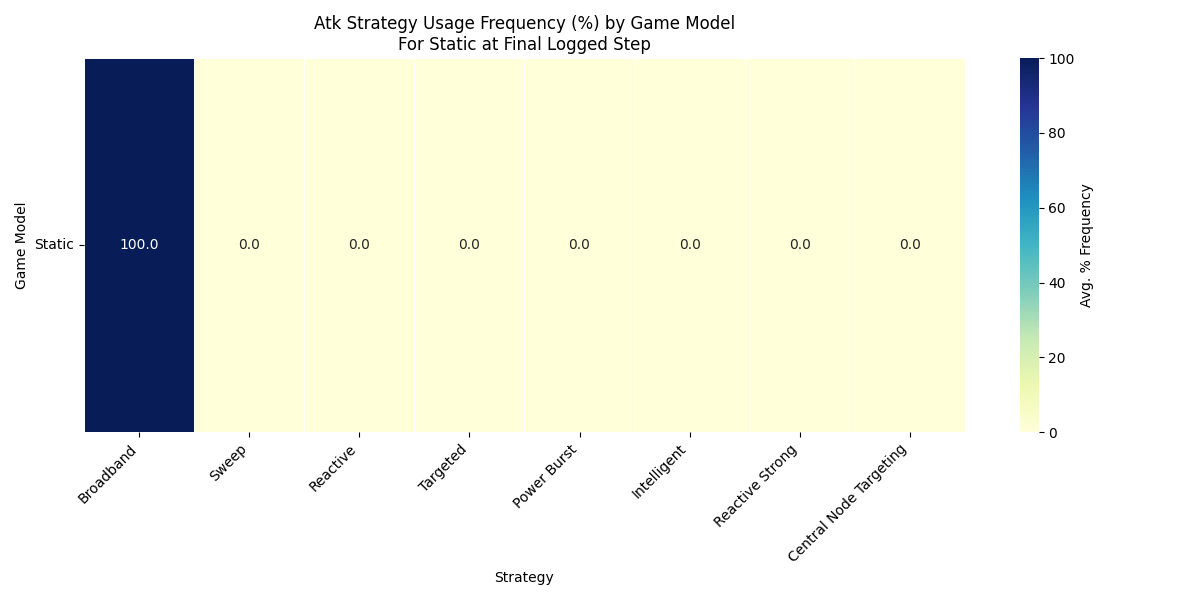 Atk Strategy Usage Frequency (%) by Game Model
For Static at Final Logged Step
Game Model
Static
100.0 0.0 0.0 0.0 0.0 0.0 0.0 0.0
Broadband
Sweep
Reactive
Targeted
Power Burst
Intelligent
Reactive Strong
Central Node Targeting
Strategy
100
80
60
40
20
0
Avg. % Frequency